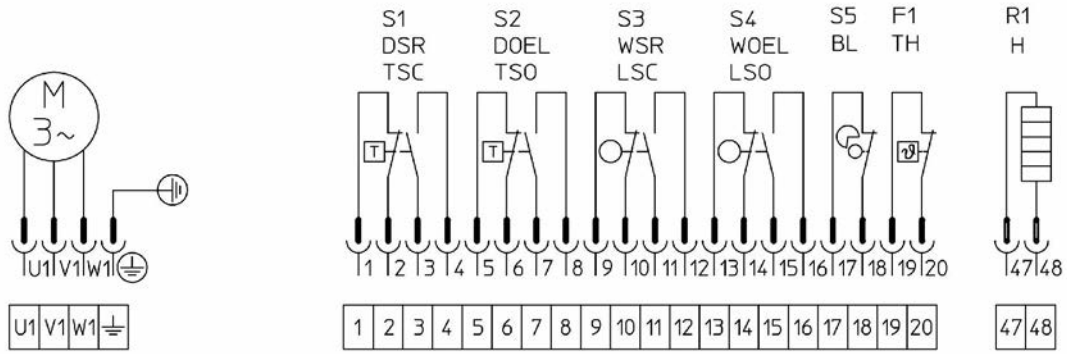 S1 S2 S3 S4 S5 F1 R1
DSR DOEL WSR WOEL BL TH H
TSC TSO LSC LSO
M
3~
T T ϑ
U1 V1 W1 1 2 3 4 5 6 7 8 9 10 11 12 13 14 15 16 17 18 19 20 47 48
U1 V1 W1 1 2 3 4 5 6 7 8 9 10 11 12 13 14 15 16 17 18 19 20 47 48